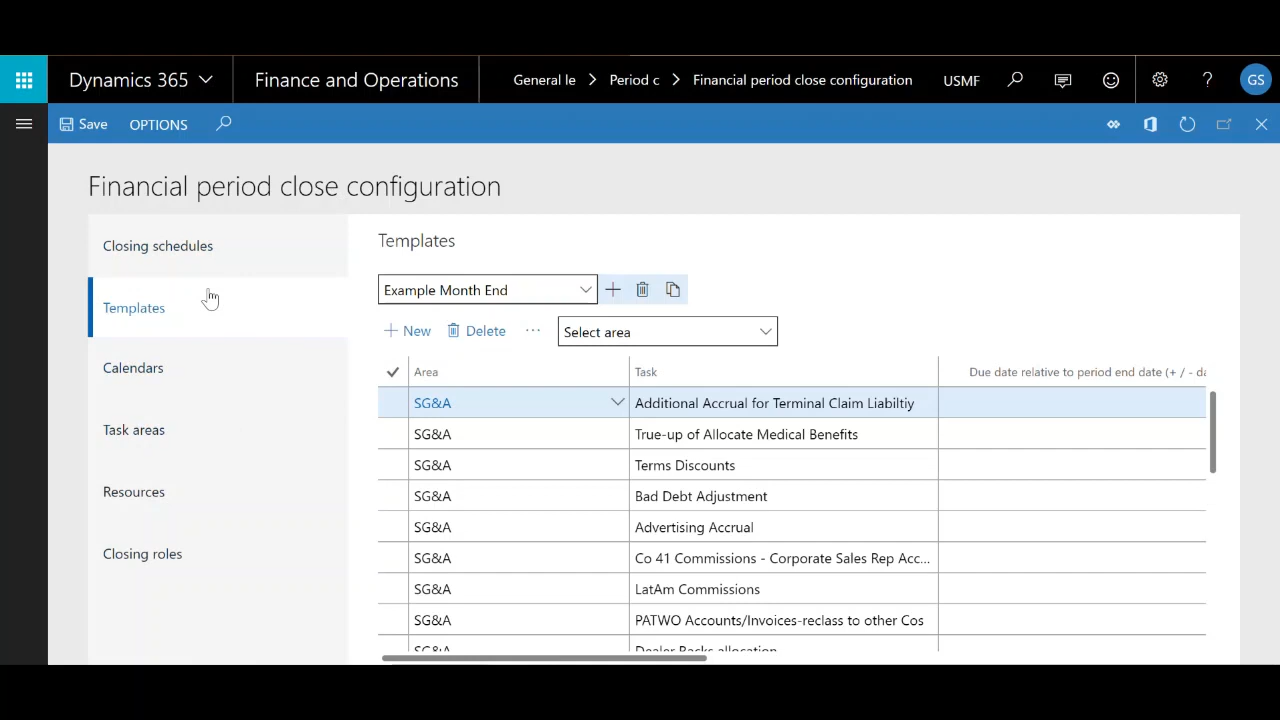 Dynamics 365 Finance and Operations General le Period c Financial period close configuration USMF GS
Save OPTIONS
Financial period close configuration
Closing schedules
Templates
Calendars
Task areas
Resources
Closing roles
Templates
Example Month End
New Delete ... Select area
Area Task Due date relative to period end date (+ / - da
SG&A Additional Accrual for Terminal Claim Liabiltiy
SG&A True-up of Allocate Medical Benefits
SG&A Terms Discounts
SG&A Bad Debt Adjustment
SG&A Advertising Accrual
SG&A Co 41 Commissions - Corporate Sales Rep Acc...
SG&A LatAm Commissions
SG&A PATWO Accounts/Invoices-reclass to other Cos
SG&A Dealer Racks allocation